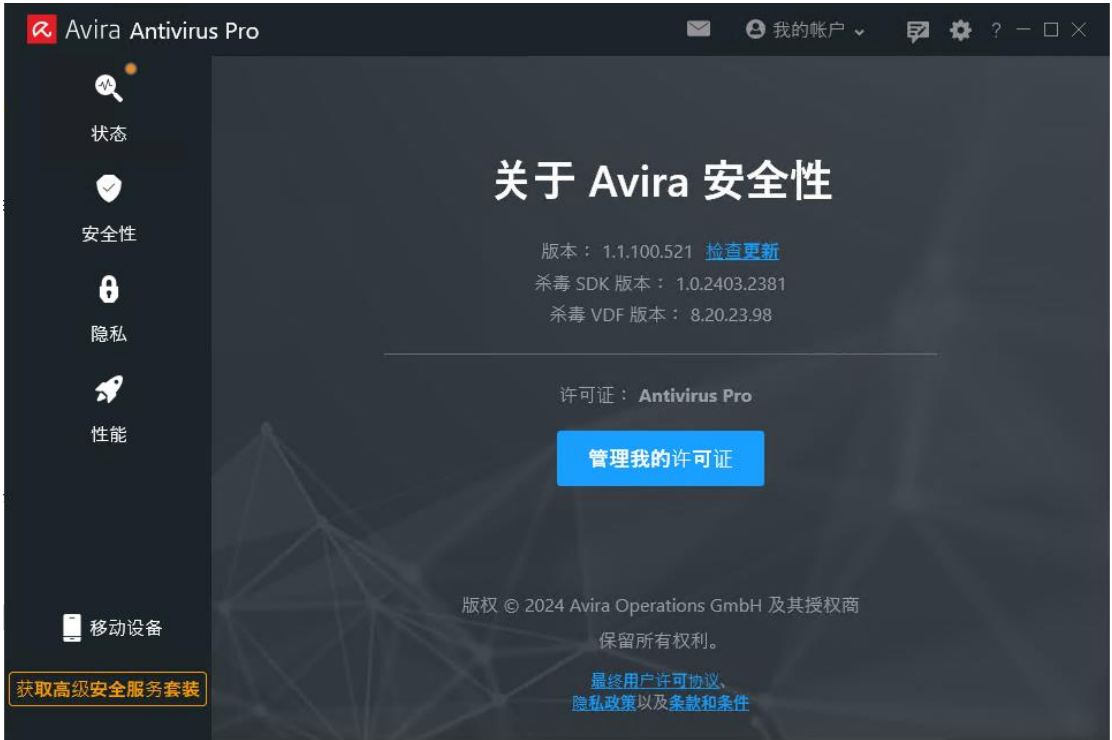 Avira Antivirus Pro
我的帐户
?
状态
安全性
隐私
性能
移动设备
获取高级安全服务套装
关于 Avira 安全性
版本： 1.1.100.521 检查更新
杀毒 SDK 版本： 1.0.2403.2381
杀毒 VDF 版本： 8.20.23.98
许可证： Antivirus Pro
管理我的许可证
版权 © 2024 Avira Operations GmbH 及其授权商
保留所有权利。
最终用户许可协议、
隐私政策以及条款和条件